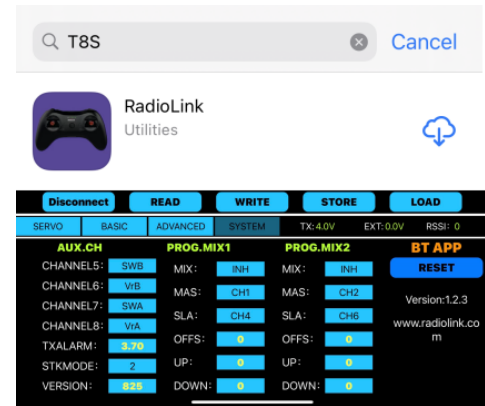 T8S
Cancel
RadioLink
Utilities
Disconnect READ WRITE STORE LOAD
SERVO BASIC ADVANCED SYSTEM TX:4.0V EXT:0.0V RSSI: 0
AUX.CH PROG.MIX1 PROG.MIX2 BT APP
CHANNEL5: SWB MIX: INH MIX: INH RESET
CHANNEL6: VrB MAS: CH1 MAS: CH2 Version:1.2.3
CHANNEL7: SWA SLA: CH4 SLA: CH6 www.radiolink.co
m
CHANNEL8: VrA OFFS: 0 OFFS: 0
TXALARM: 3.70
STKMODE: 2 UP: 0 UP: 0
VERSION: 825 DOWN: 0 DOWN: 0